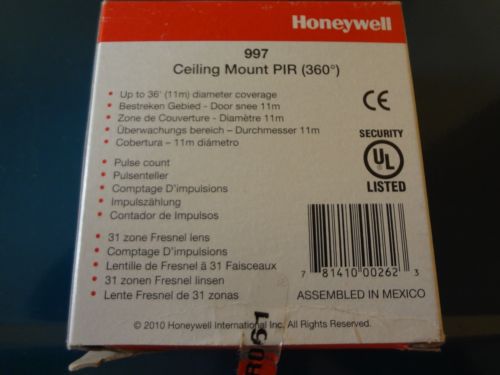 Honeywell
997
Ceiling Mount PIR (360°)
• Up to 36' (11m) diameter coverage
• Bestreken Gebied - Door snee 11m
• Zone de Couverture - Diamètre 11m
• Überwachungs bereich – Durchmesser 11m
• Cobertura – 11m diámetro
CE
• Pulse count
• Pulsenteller
• Comptage D'impulsions
• Impulszählung
• Contador de Impulsos
SECURITY
UL
LISTED
• 31 zone Fresnel lens
• Comptage D'impulsions
• Lentille de Fresnel à 31 Faisceaux
• 31 zonen Fresnel linsen
• Lente Fresnel de 31 zonas
7 81410 00262 3
ASSEMBLED IN MEXICO
© 2010 Honeywell International Inc. All Rights Reserved.
R061